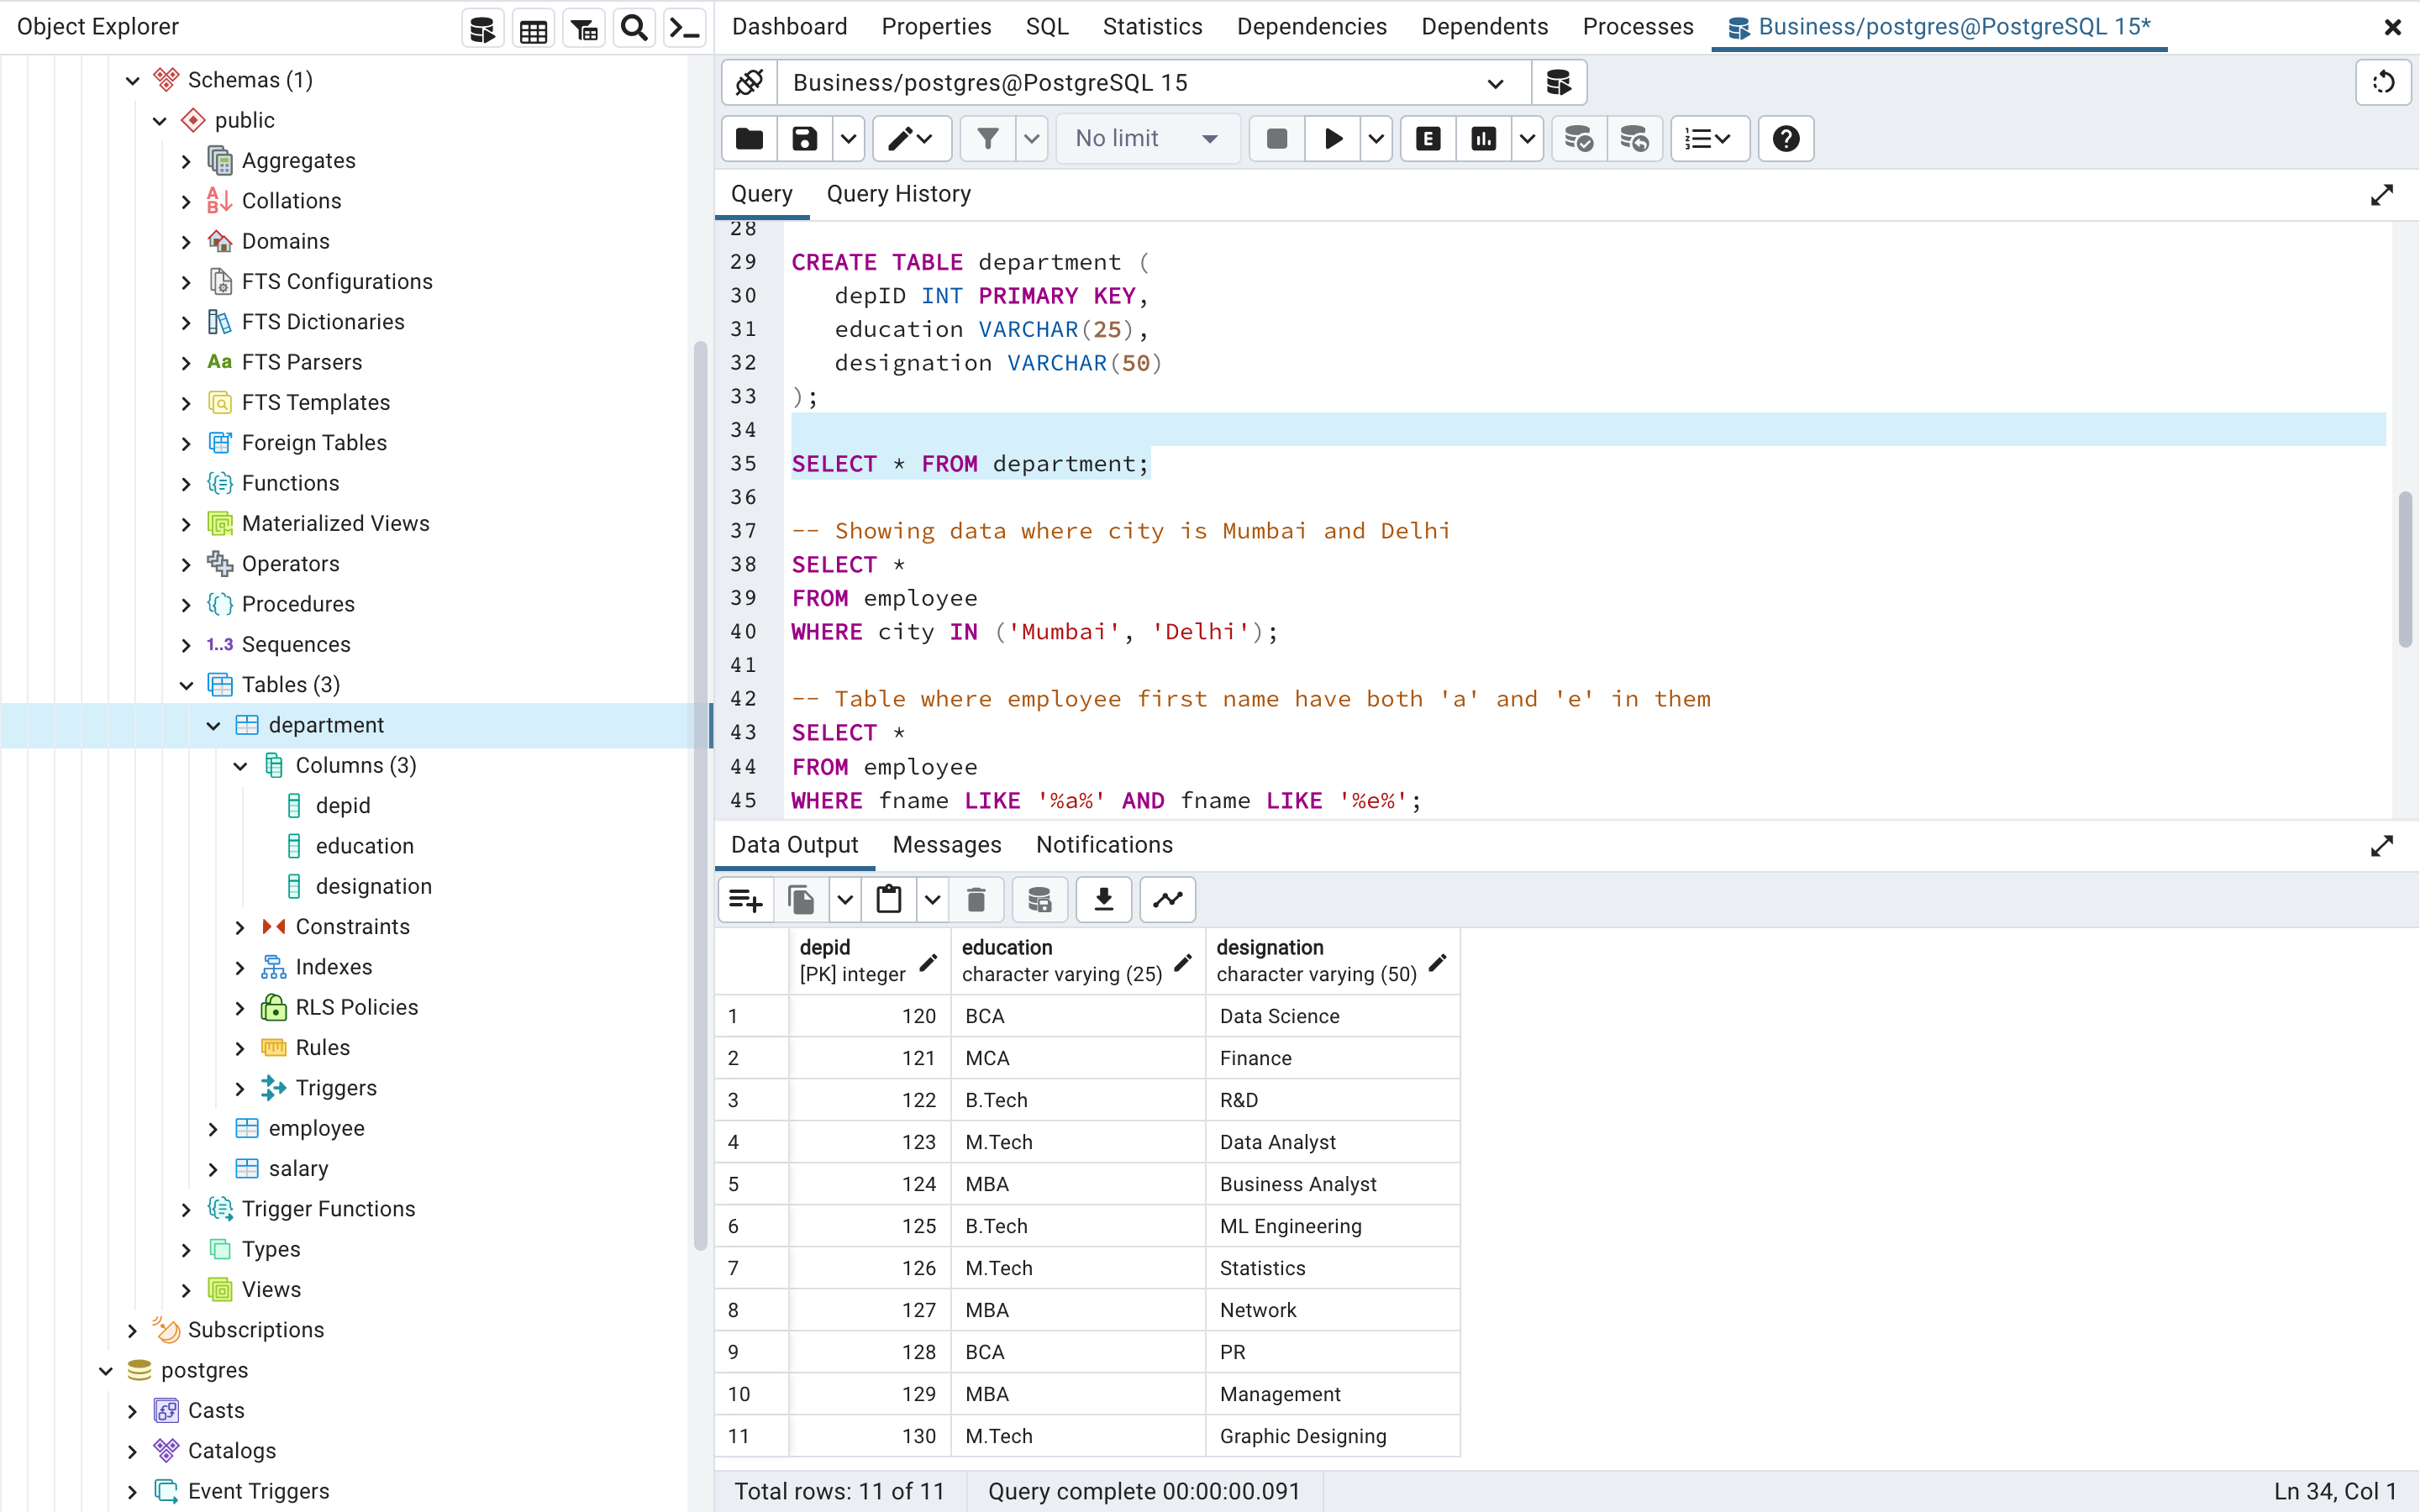 Object Explorer
Schemas (1)
public
Aggregates
Collations
Domains
FTS Configurations
FTS Dictionaries
Aa FTS Parsers
FTS Templates
Foreign Tables
Functions
Materialized Views
Operators
Procedures
1..3 Sequences
Tables (3)
department
Columns (3)
depid
education
designation
Constraints
Indexes
RLS Policies
Rules
Triggers
employee
salary
Trigger Functions
Types
Views
Subscriptions
postgres
Casts
Catalogs
Event Triggers
Dashboard Properties SQL Statistics Dependencies Dependents Processes Business/postgres@PostgreSQL 15*
Business/postgres@PostgreSQL 15
No limit E
Query Query History
28
29 CREATE TABLE department (
30 depID INT PRIMARY KEY,
31 education VARCHAR(25),
32 designation VARCHAR(50)
33 );
34
35 SELECT * FROM department;
36
37 -- Showing data where city is Mumbai and Delhi
38 SELECT *
39 FROM employee
40 WHERE city IN ('Mumbai', 'Delhi');
41
42 -- Table where employee first name have both 'a' and 'e' in them
43 SELECT *
44 FROM employee
45 WHERE fname LIKE '%a%' AND fname LIKE '%e%';
Data Output Messages Notifications
depid education designation
[PK] integer character varying (25) character varying (50)
1 120 BCA Data Science
2 121 MCA Finance
3 122 B.Tech R&D
4 123 M.Tech Data Analyst
5 124 MBA Business Analyst
6 125 B.Tech ML Engineering
7 126 M.Tech Statistics
8 127 MBA Network
9 128 BCA PR
10 129 MBA Management
11 130 M.Tech Graphic Designing
Total rows: 11 of 11 Query complete 00:00:00.091 Ln 34, Col 1